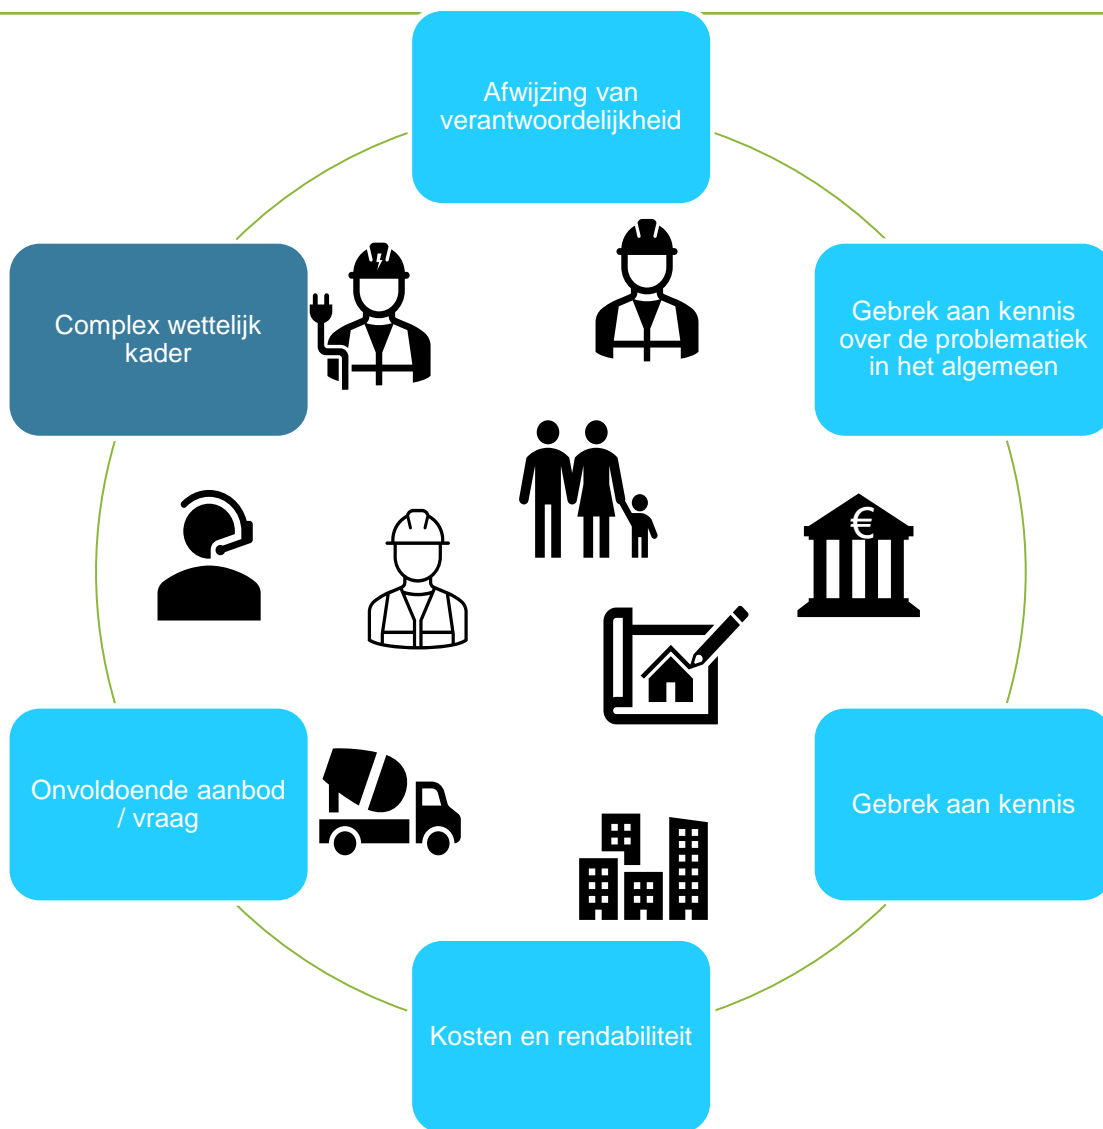 Afwijzing van
verantwoordelijkheid
Complex wettelijk
kader
Gebrek aan kennis
over de problematiek
in het algemeen
€
Onvoldoende aanbod
/ vraag
Gebrek aan kennis
Kosten en rendabiliteit